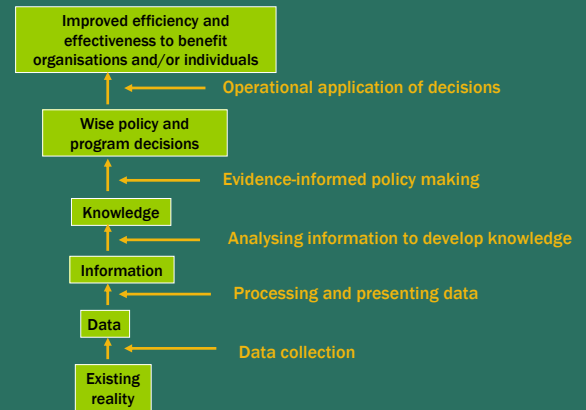 Improved efficiency and
effectiveness to benefit
organisations and/or individuals
Operational application of decisions
Wise policy and
program decisions
Evidence-informed policy making
Knowledge
Analysing information to develop knowledge
Information
Processing and presenting data
Data
Data collection
Existing
reality